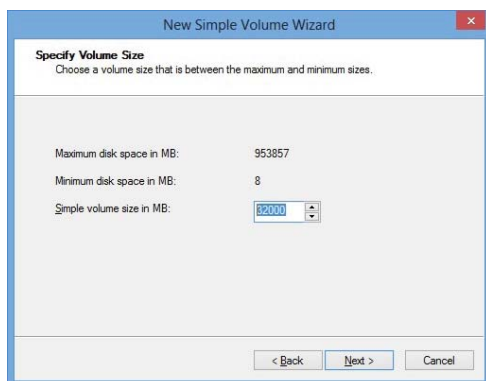 New Simple Volume Wizard
Specify Volume Size
Choose a volume size that is between the maximum and minimum sizes.
Maximum disk space in MB: 953857
Minimum disk space in MB: 8
Simple volume size in MB: 32000
< Back Next > Cancel